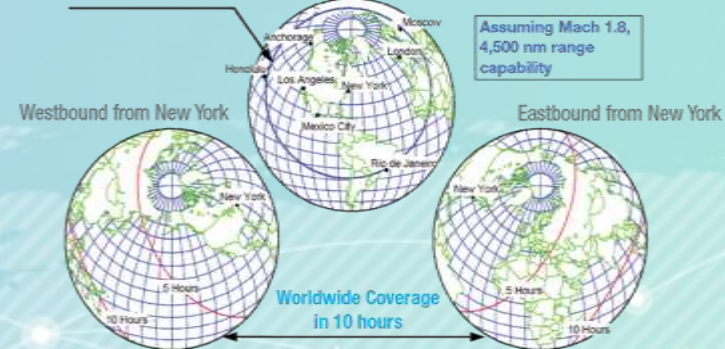 Moscow
Anchorage
London
Honolulu
Los Angeles
New York
Mexico City
Rio de Janeiro
Assuming Mach 1.8,
4,500 nm range
capability
Westbound from New York
Eastbound from New York
New York
5 Hours
10 Hours
New York
5 Hours
10 Hours
Worldwide Coverage
in 10 hours